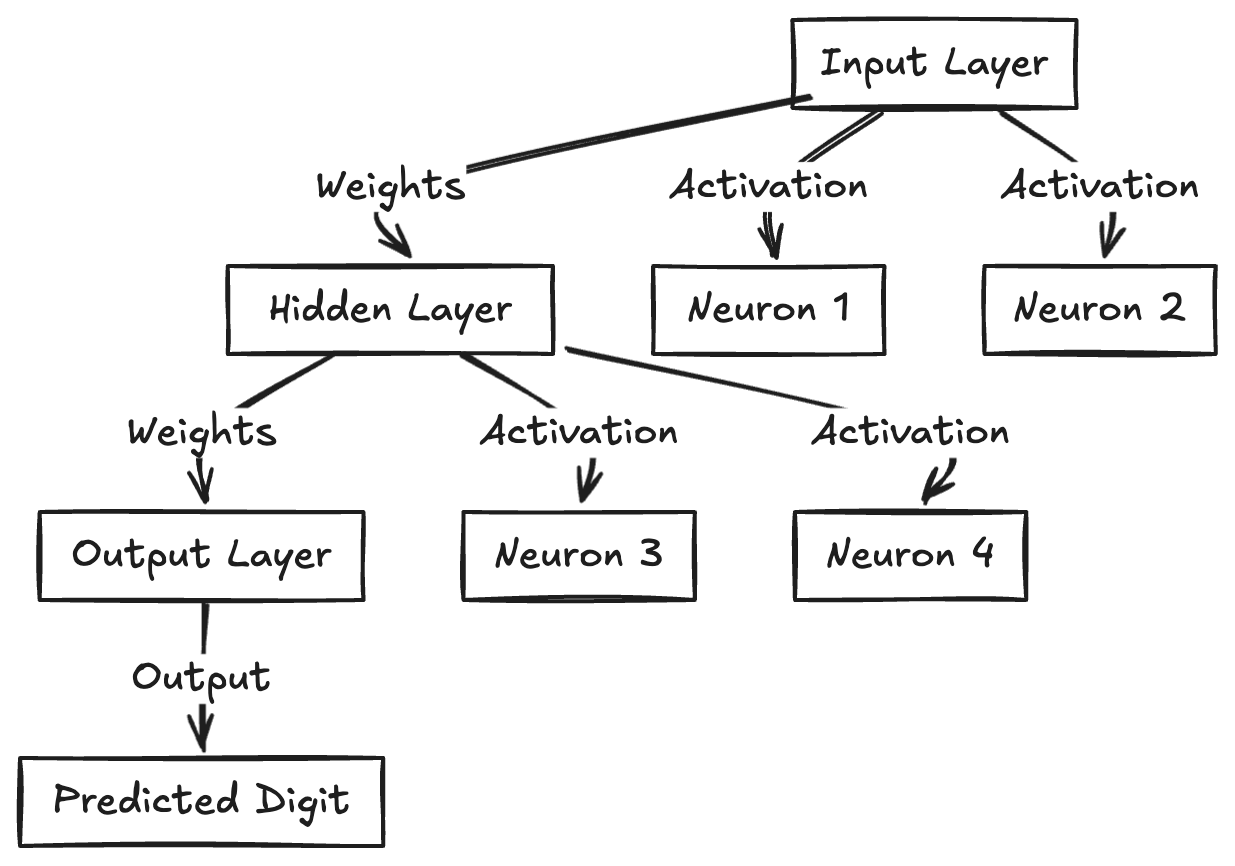 Input Layer
Weights
Activation
Activation
Hidden Layer
Neuron 1
Neuron 2
Weights
Activation
Activation
Output Layer
Neuron 3
Neuron 4
Output
Predicted Digit